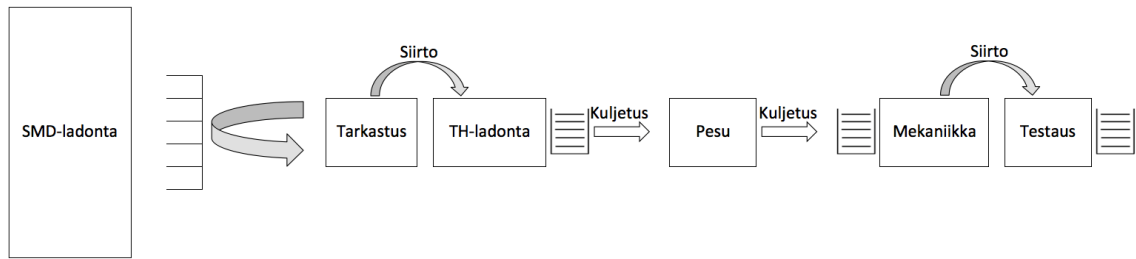 SMD-ladonta
Siirto
Tarkastus
TH-ladonta
Kuljetus
Pesu
Kuljetus
Siirto
Mekaniikka
Testaus